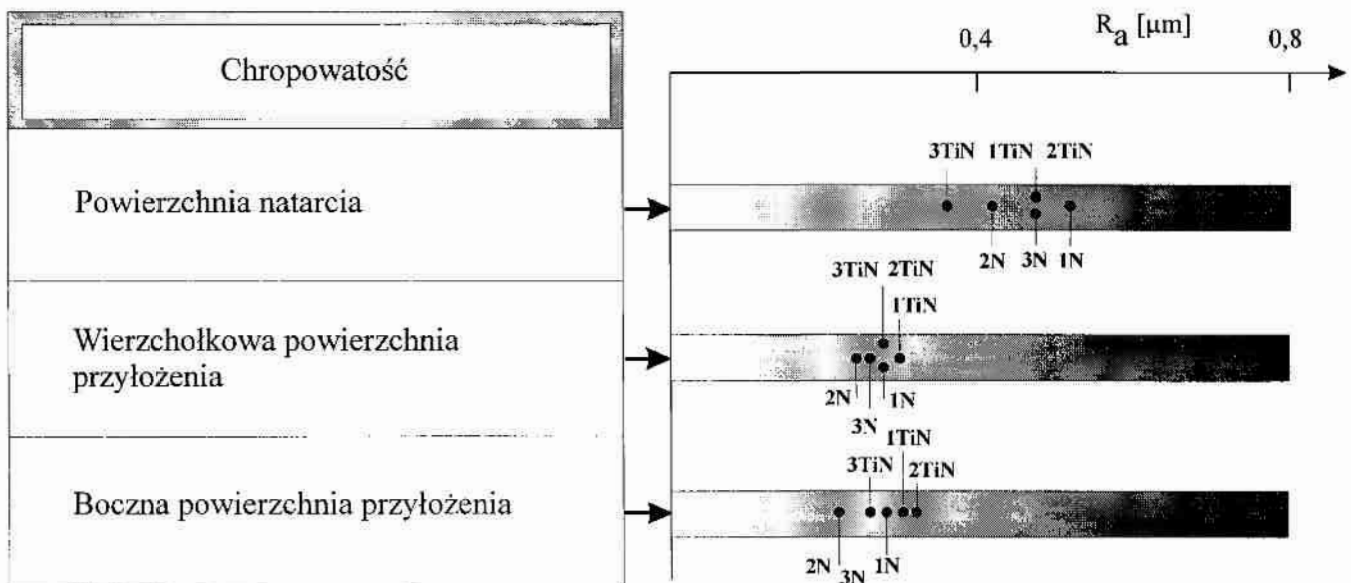 Chropowatość
0,4 Ra [µm] 0,8
Powierzchnia natarcia
3TiN 1TiN 2TiN
2N 3N 1N
Wierzchołkowa powierzchnia
przyłożenia
3TiN 2TiN
1TiN
2N 1N
3N
Boczna powierzchnia przyłożenia
1TiN
3TiN 2TiN
2N 3N 1N